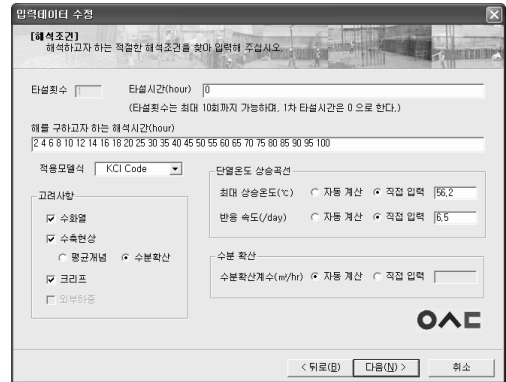 입력데이터 수정
[해석조건]
해석하고자 하는 적절한 해석조건을 찾아 입력해 주십시오.
타설횟수 1 타설시간(hour) 0
(타설횟수는 최대 10회까지 가능하며, 1차 타설시간은 0 으로 한다.)
해를 구하고자 하는 해석시간(hour)
2 4 6 8 10 12 14 16 18 20 25 30 35 40 45 50 55 60 65 70 75 80 85 90 95 100
적용모델식 KCI Code
고려사항
수화열
수축현상
평균개념 수분확산
크리프
외부하중
단열온도 상승곡선
최대 상승온도(℃) 자동 계산 직접 입력 56.2
반응 속도(/day) 자동 계산 직접 입력 6.5
수분 확산
수분확산계수(㎡/hr) 자동 계산 직접 입력
< 뒤로(B) 다음(N) > 취소